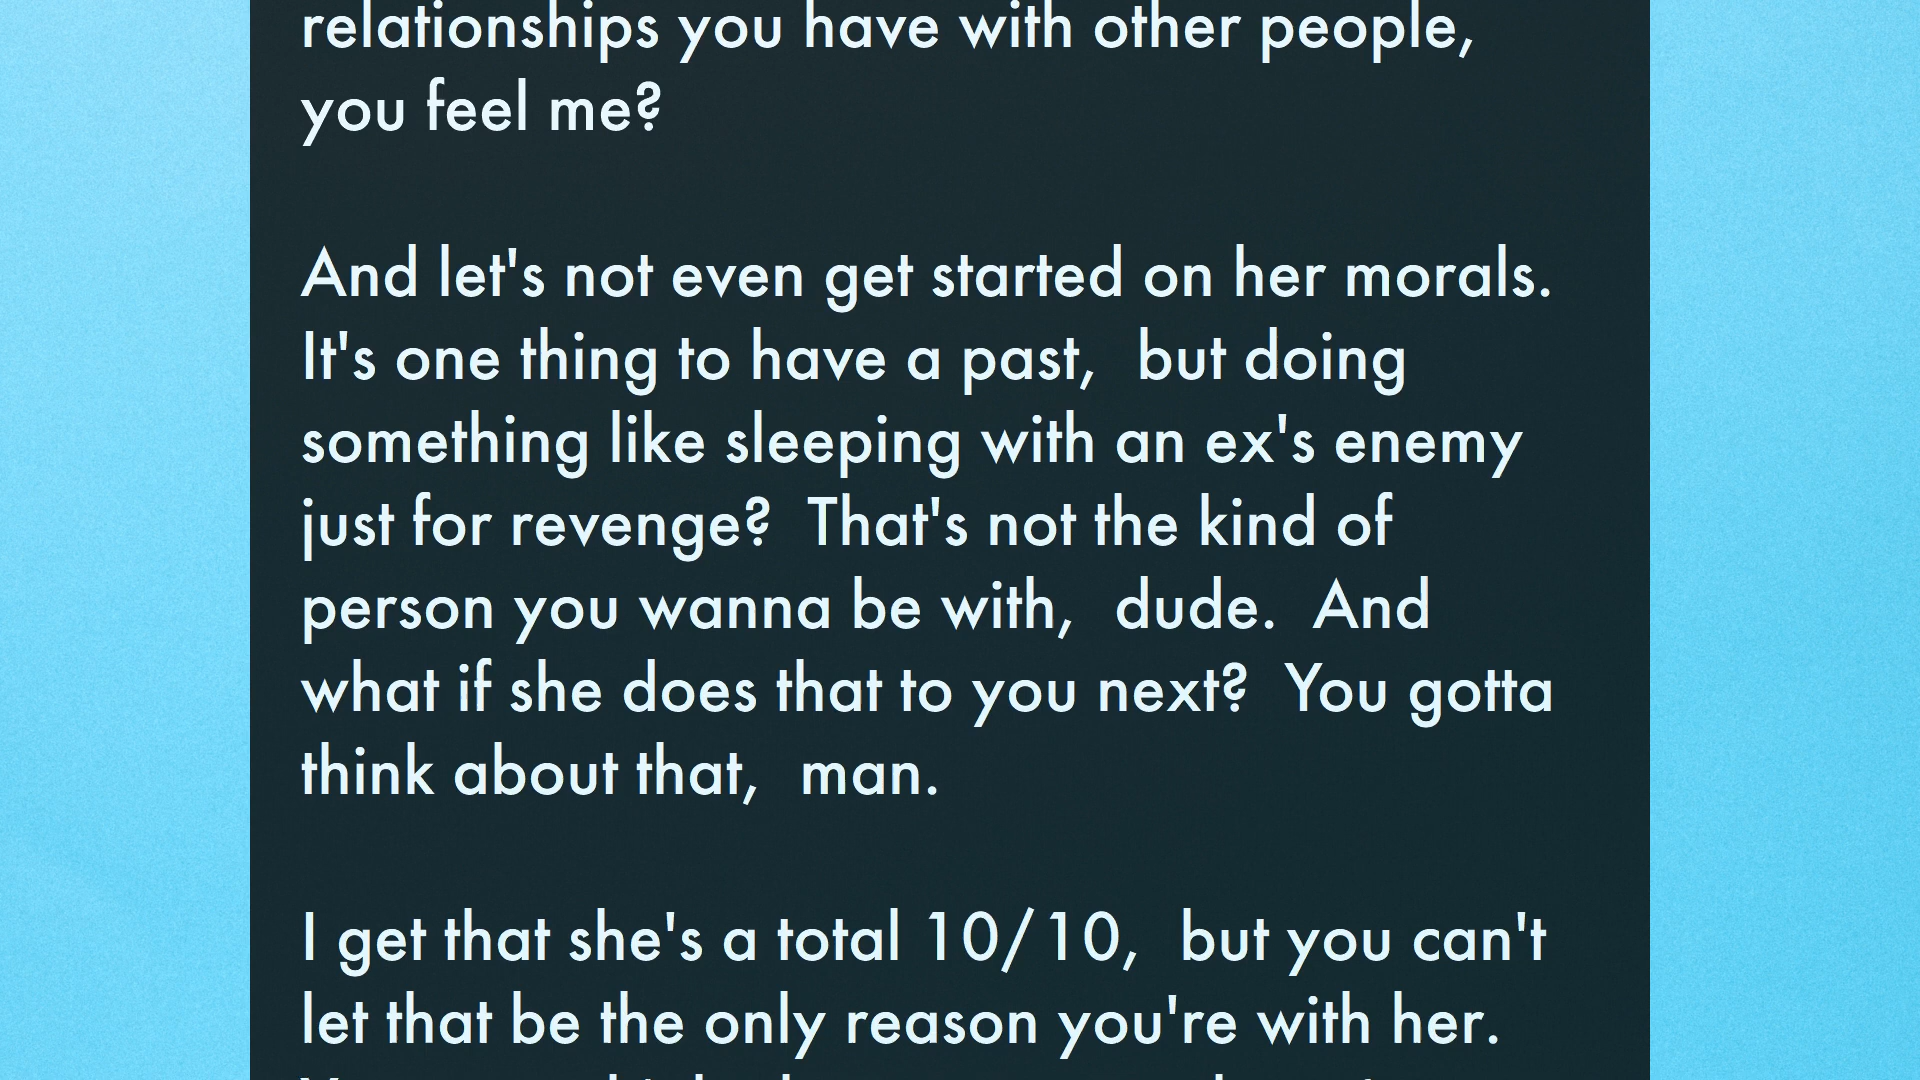 relationships you have with other people,
you feel me?
And let's not even get started on her morals.
It's one thing to have a past,  but doing
something like sleeping with an ex's enemy
just for revenge?  That's not the kind of
person you wanna be with,  dude.  And
what if she does that to you next?  You gotta
think about that,  man.
I get that she's a total 10/10,  but you can't
let that be the only reason you're with her.